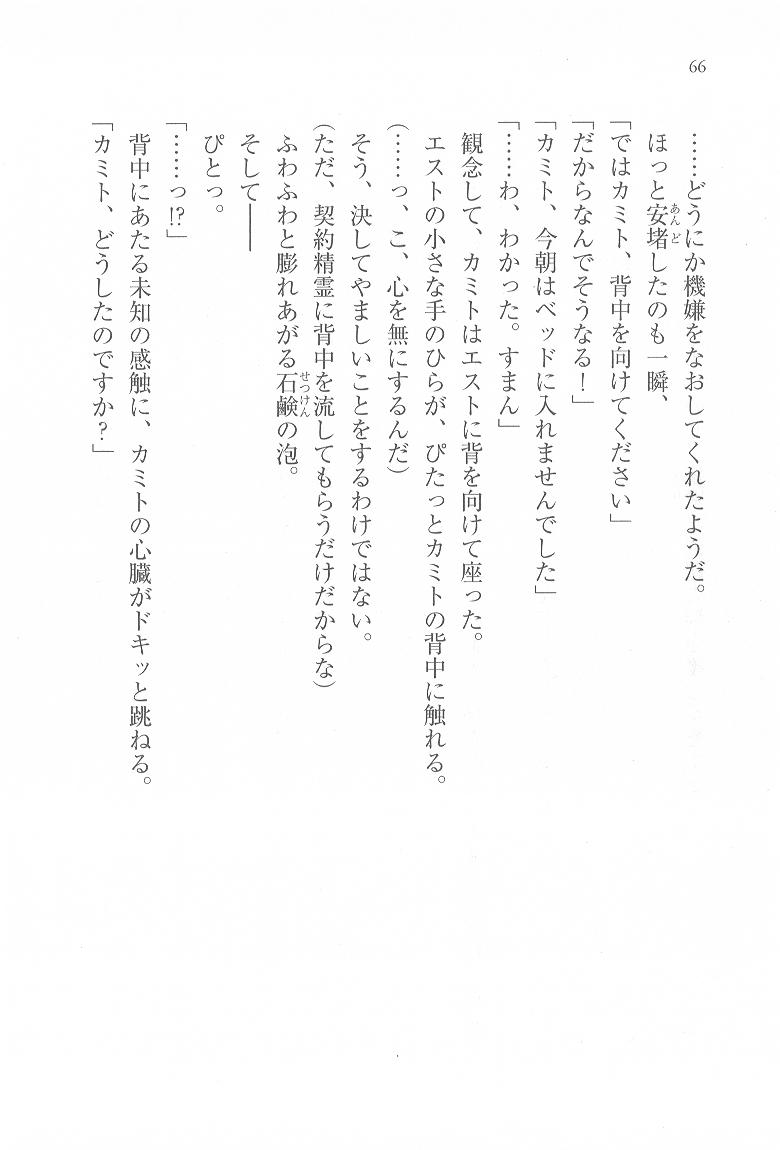 66
……どうにか機嫌をなおしてくれたようだ。
ほっと安堵したのも一瞬、
「ではカミト、背中を向けてください」
「だからなんでそうなる！」
「カミト、今朝はベッドに入れませんでした」
「……わ、わかった。すまん」
観念して、カミトはエストに背を向けて座った。
エストの小さな手のひらが、ぴたっとカミトの背中に触れる。
（……っ、こ、心を無にするんだ）
そう、決してやましいことをするわけではない。
（ただ、契約精霊に背中を流してもらうだけだからな）
ふわふわと膨れあがる石鹸の泡。
そして――
ぴとっ。
「……っ!?」
背中にあたる未知の感触に、カミトの心臓がドキッと跳ねる。
「カミト、どうしたのですか？」